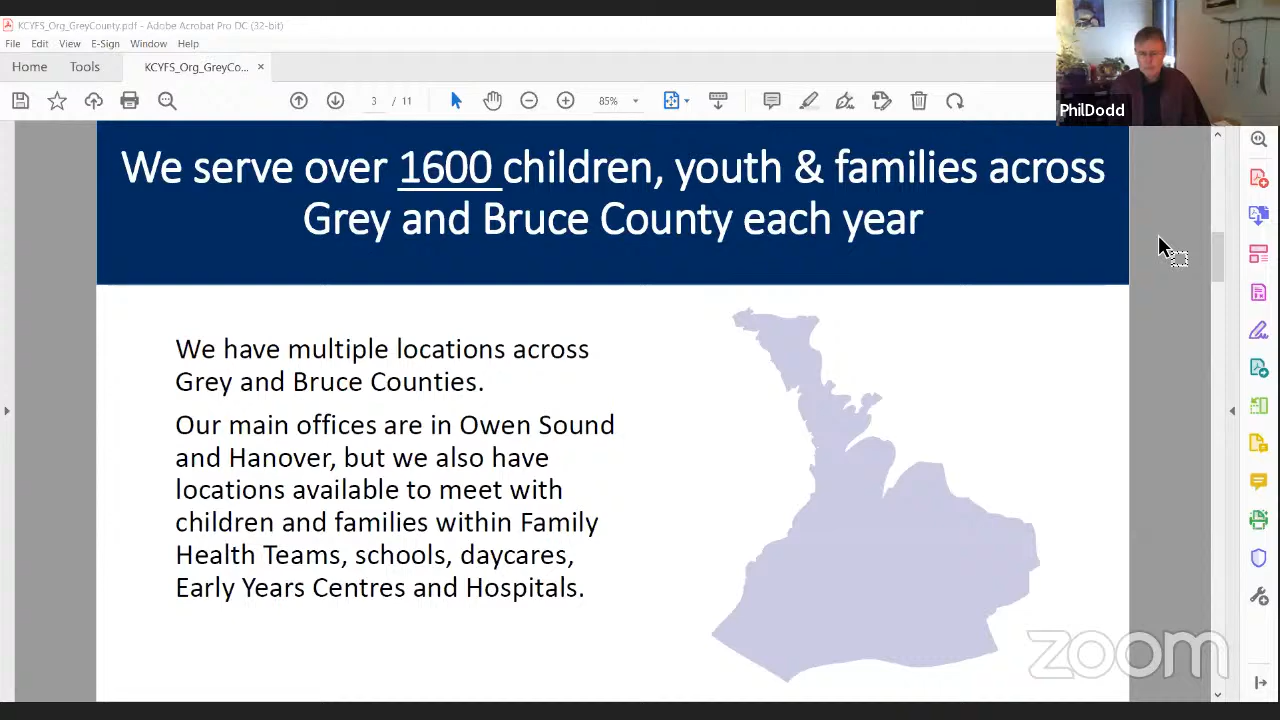 KCYFS_Org_GreyCounty.pdf - Adobe Acrobat Pro DC (32-bit)
File Edit View E-Sign Window Help
Home Tools KCYFS_Org_GreyCo... ×
3 / 11 85%
PhilDodd
We serve over 1600 children, youth & families across
Grey and Bruce County each year
We have multiple locations across
Grey and Bruce Counties.
Our main offices are in Owen Sound
and Hanover, but we also have
locations available to meet with
children and families within Family
Health Teams, schools, daycares,
Early Years Centres and Hospitals.
zoom